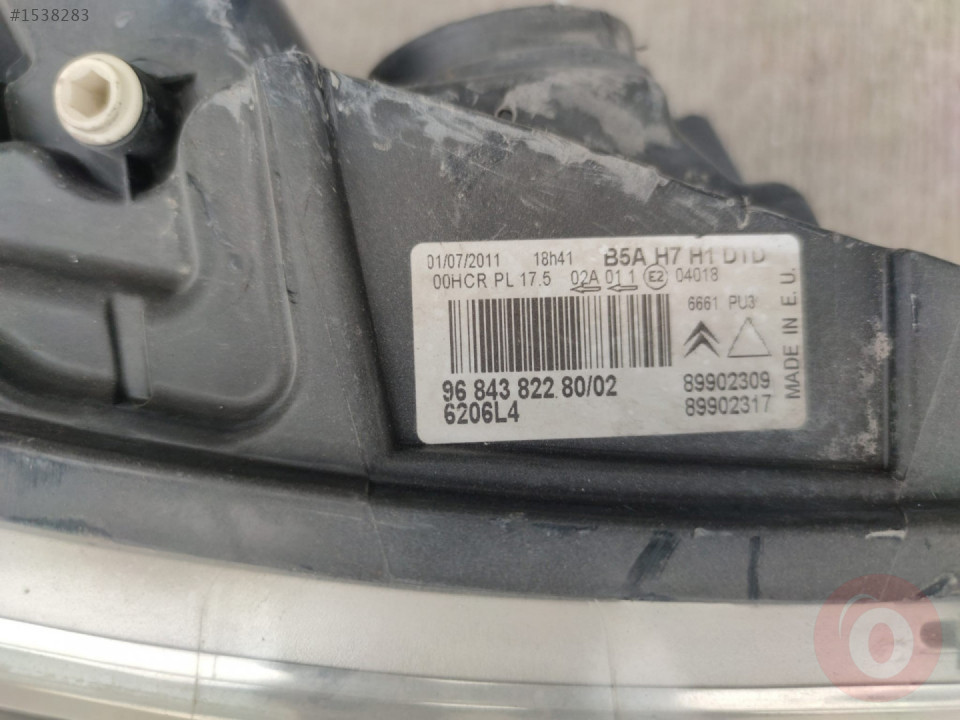 #1538283
01/07/2011 18h41 B5A H7 H1 DTD
00HCR PL 17.5 02A 01 1 E2 04018
6661 PU3
96 843 822 80/02
6206L4
89902309
89902317
MADE IN E. U.